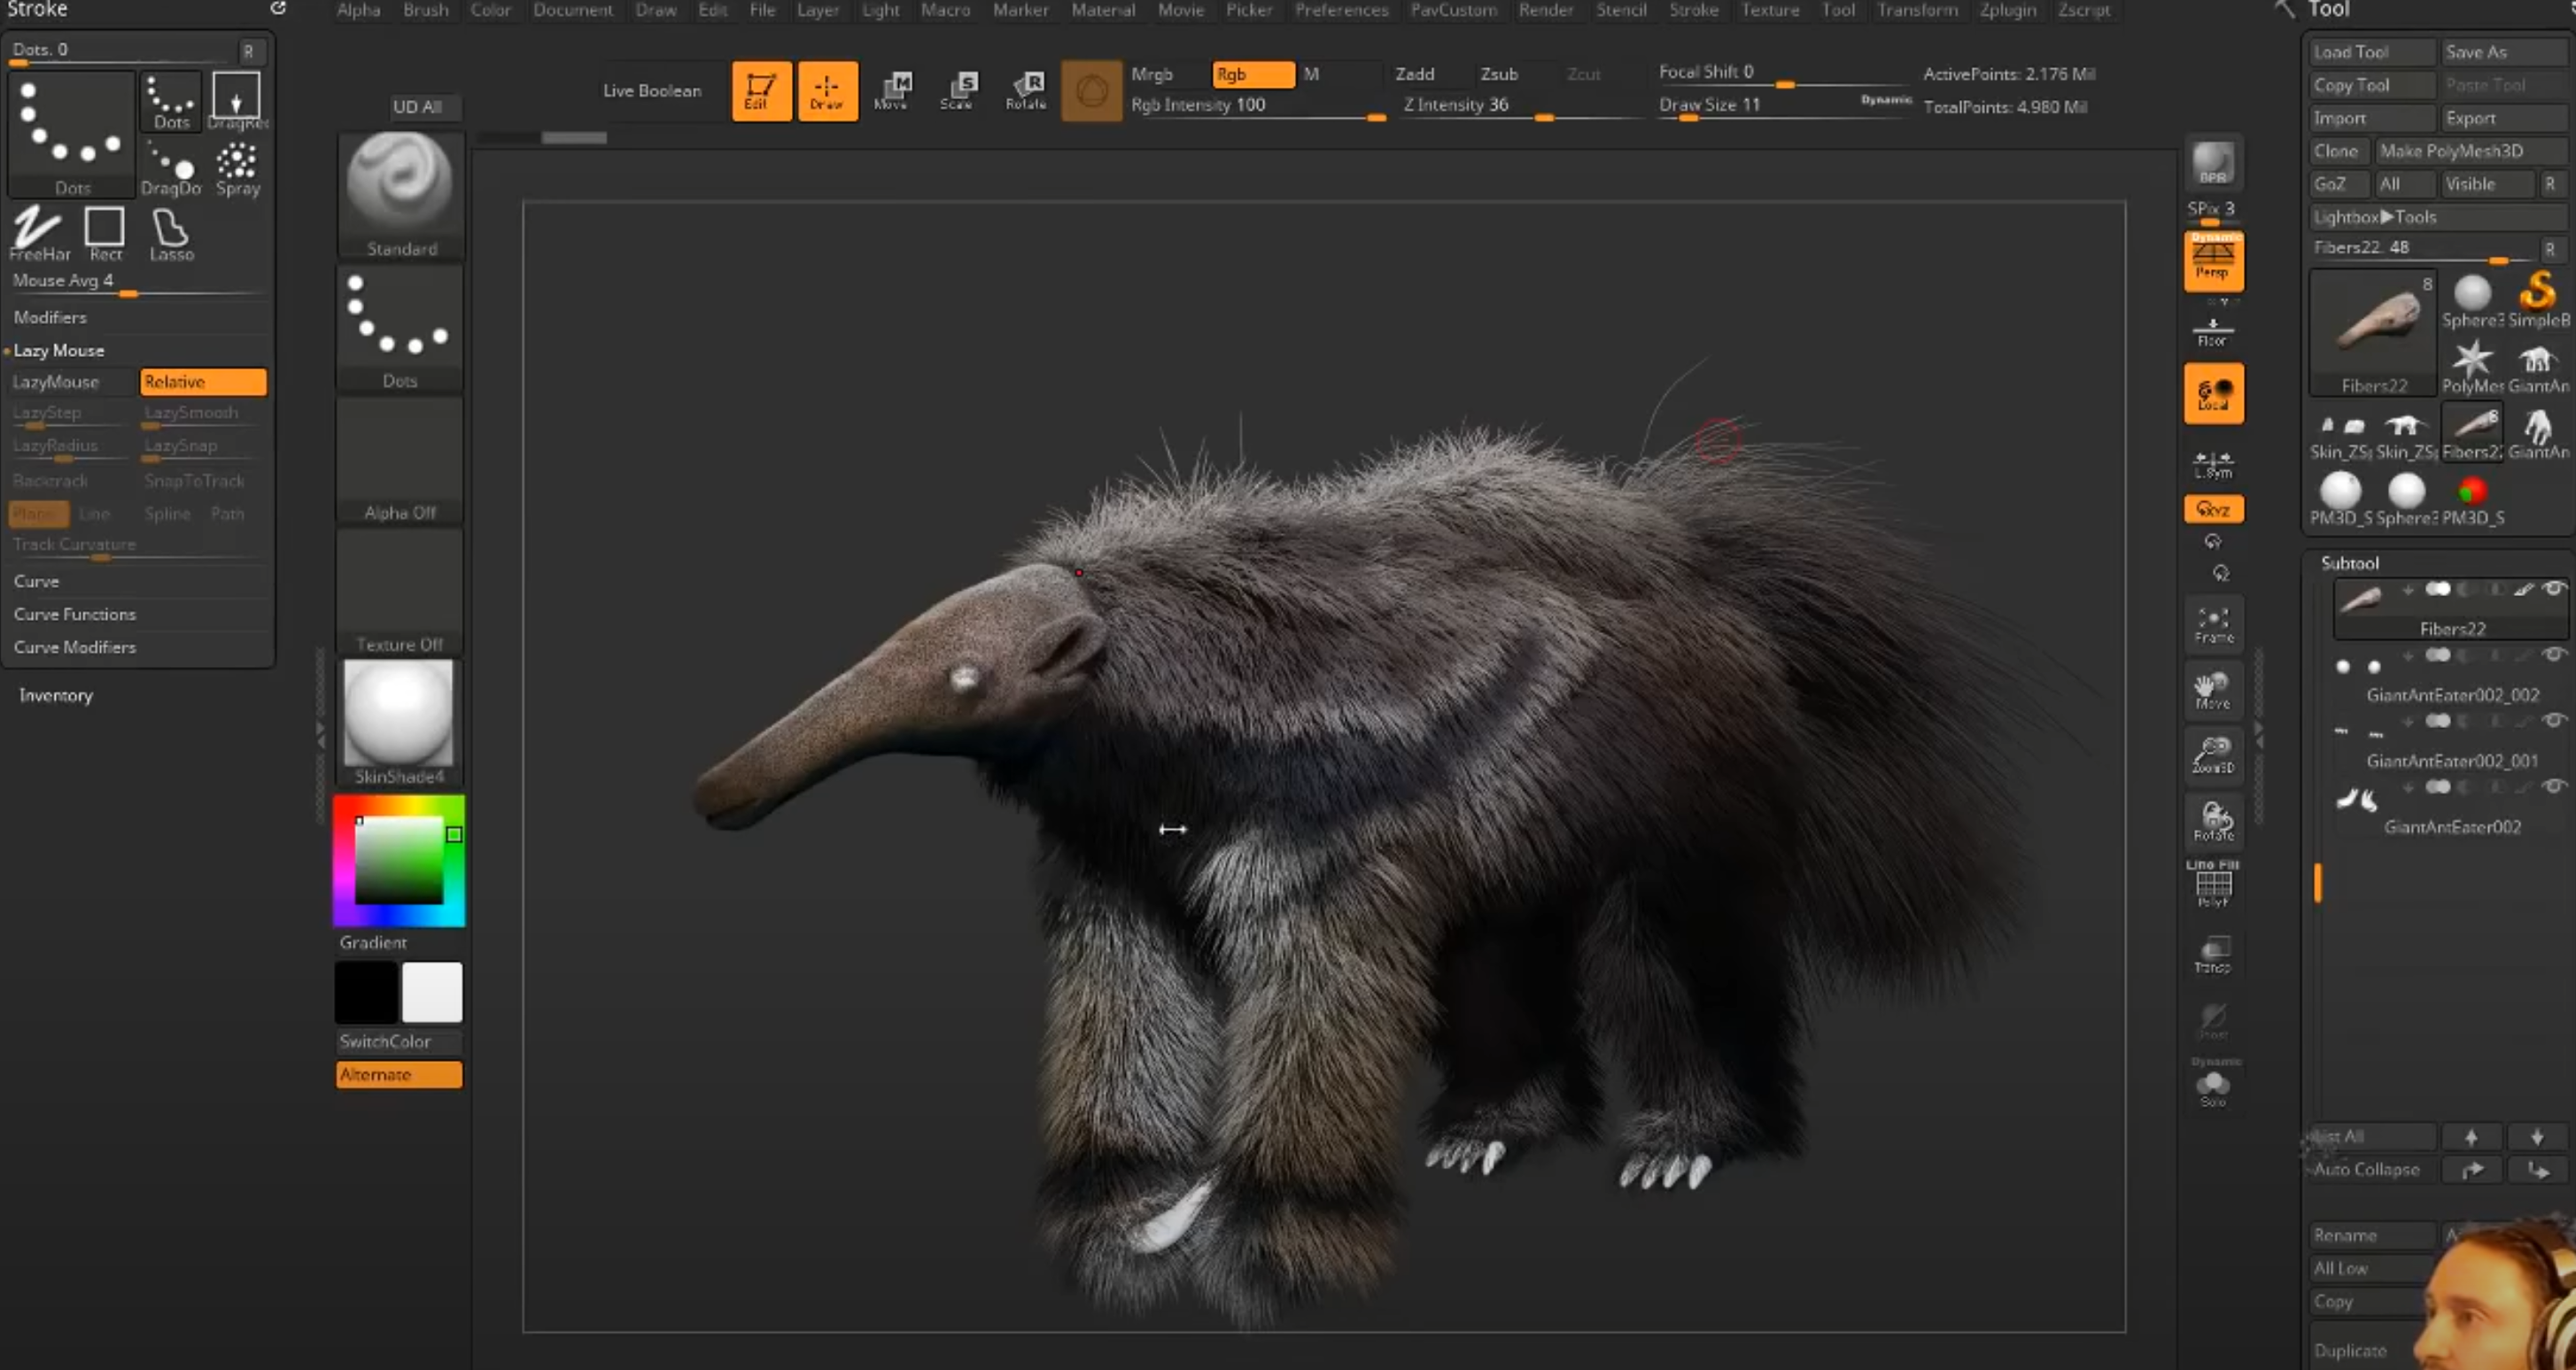 Stroke
Alpha Brush Color Document Draw Edit File Layer Light Macro Marker Material Movie Picker Preferences PavCustom Render Stencil Stroke Texture Tool Transform Zplugin Zscript
Tool
Dots. 0 R
Dots
Dots
DragRec
DragDo
Spray
FreeHan
Rect
Lasso
Mouse Avg 4
Modifiers
Lazy Mouse
LazyMouse Relative
LazyStep LazySmooth
LazyRadius LazySnap
Backtrack SnapToTrack
Plane Line Spline Path
Track Curvature
Curve
Curve Functions
Curve Modifiers
Inventory
UD All
Standard
Dots
Alpha Off
Texture Off
SkinShade4
Gradient
SwitchColor
Alternate
Live Boolean
Edit
Draw
Move
Scale
Rotate
Mrgb Rgb M
Rgb Intensity 100
Zadd Zsub Zcut
Z Intensity 36
Focal Shift 0
Draw Size 11 Dynamic
ActivePoints: 2.176 Mil
TotalPoints: 4.980 Mil
BPR
SPix 3
Dynamic
Persp
Floor
Local
L.Sym
XYZ
Frame
Move
Zoom3D
Rotate
Line Fill
PolyF
Transp
Ghost
Dynamic
Solo
Load Tool Save As
Copy Tool Paste Tool
Import Export
Clone Make PolyMesh3D
GoZ All Visible R
Lightbox▶Tools
Fibers22. 48 R
8
Fibers22
Sphere3 SimpleB
PolyMes GiantAn
8
Skin_ZS Skin_ZS Fibers2 GiantAn
PM3D_S Sphere3 PM3D_S
Subtool
Fibers22
GiantAntEater002_002
GiantAntEater002_001
GiantAntEater002
List All
Auto Collapse
Rename
All Low
Copy
Duplicate